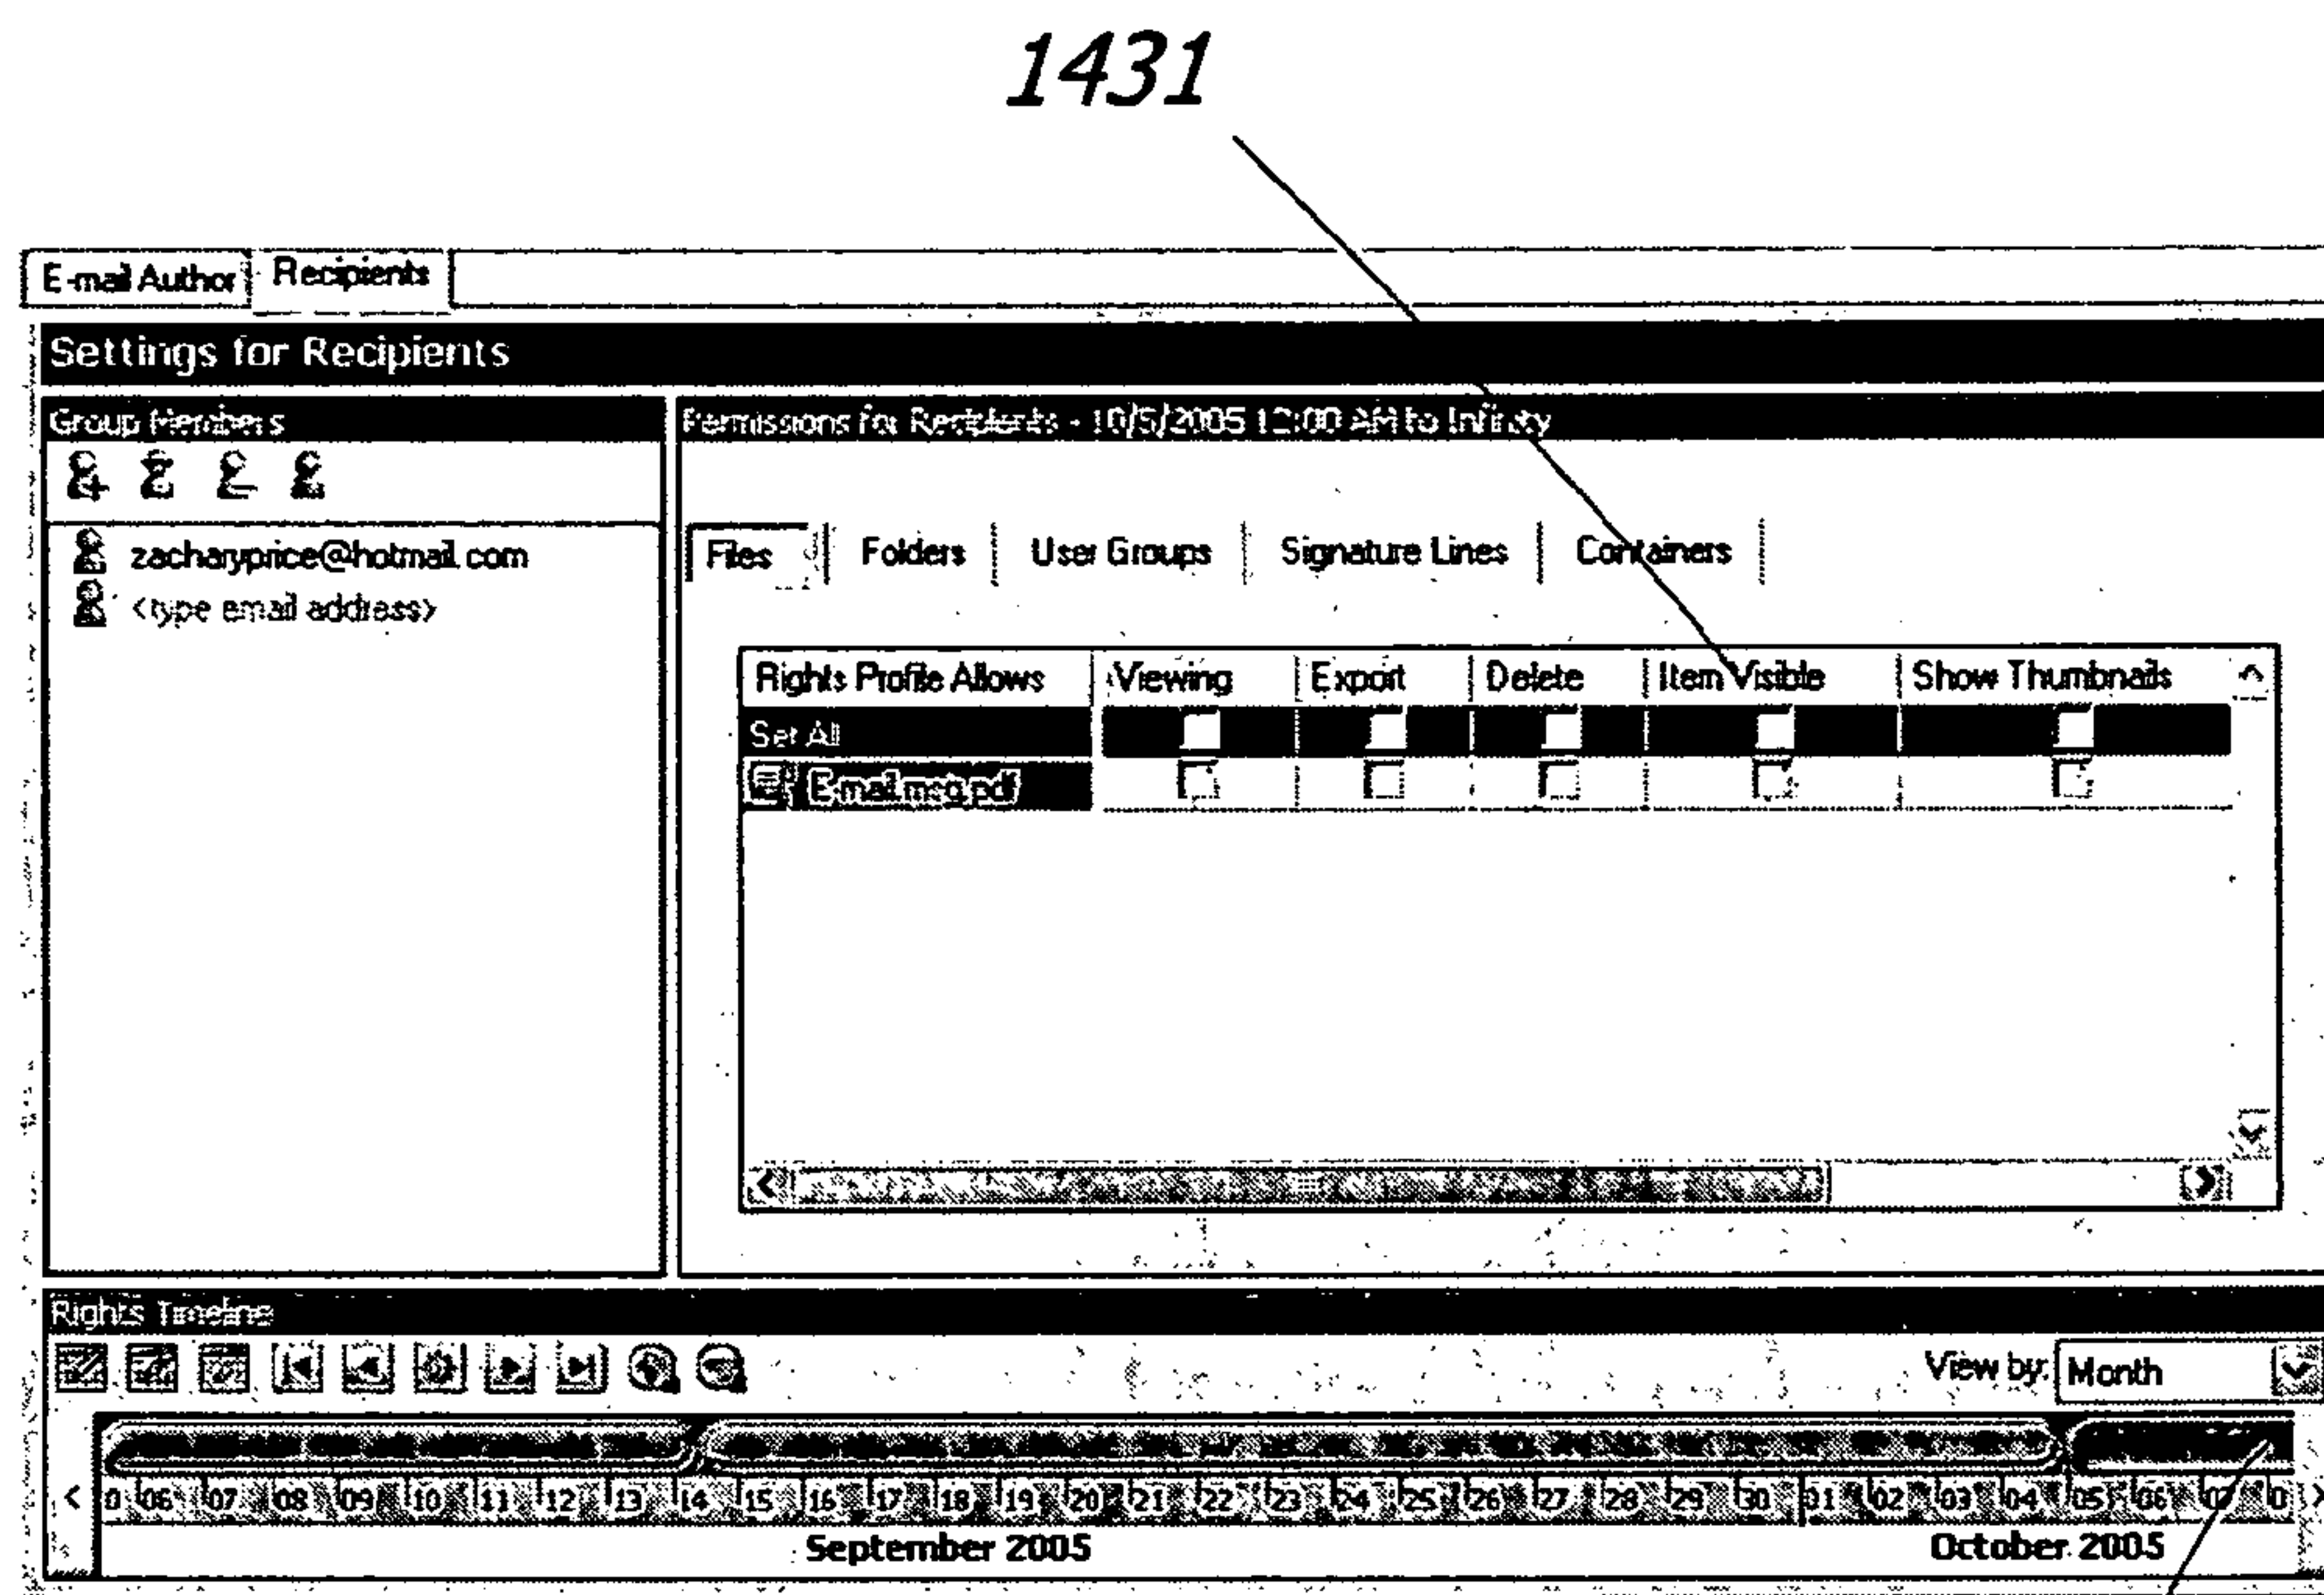 1431
E-mail Author Recipients
Settings for Recipients
Group Members
Permissions for Recipients - 10/5/2005 12:00 AM to Infinity
zacharyprice@hotmail.com
<type email address>
Files Folders User Groups Signature Lines Containers
Rights Profile Allows Viewing Export Delete Item Visible Show Thumbnails
Set All
E-mail.msg.pdf
Rights Timeline
View by: Month
0 06 07 08 09 10 11 12 13 14 15 16 17 18 19 20 21 22 23 24 25 26 27 28 29 30 01 02 03 04 05 06 07 0
September 2005 October 2005